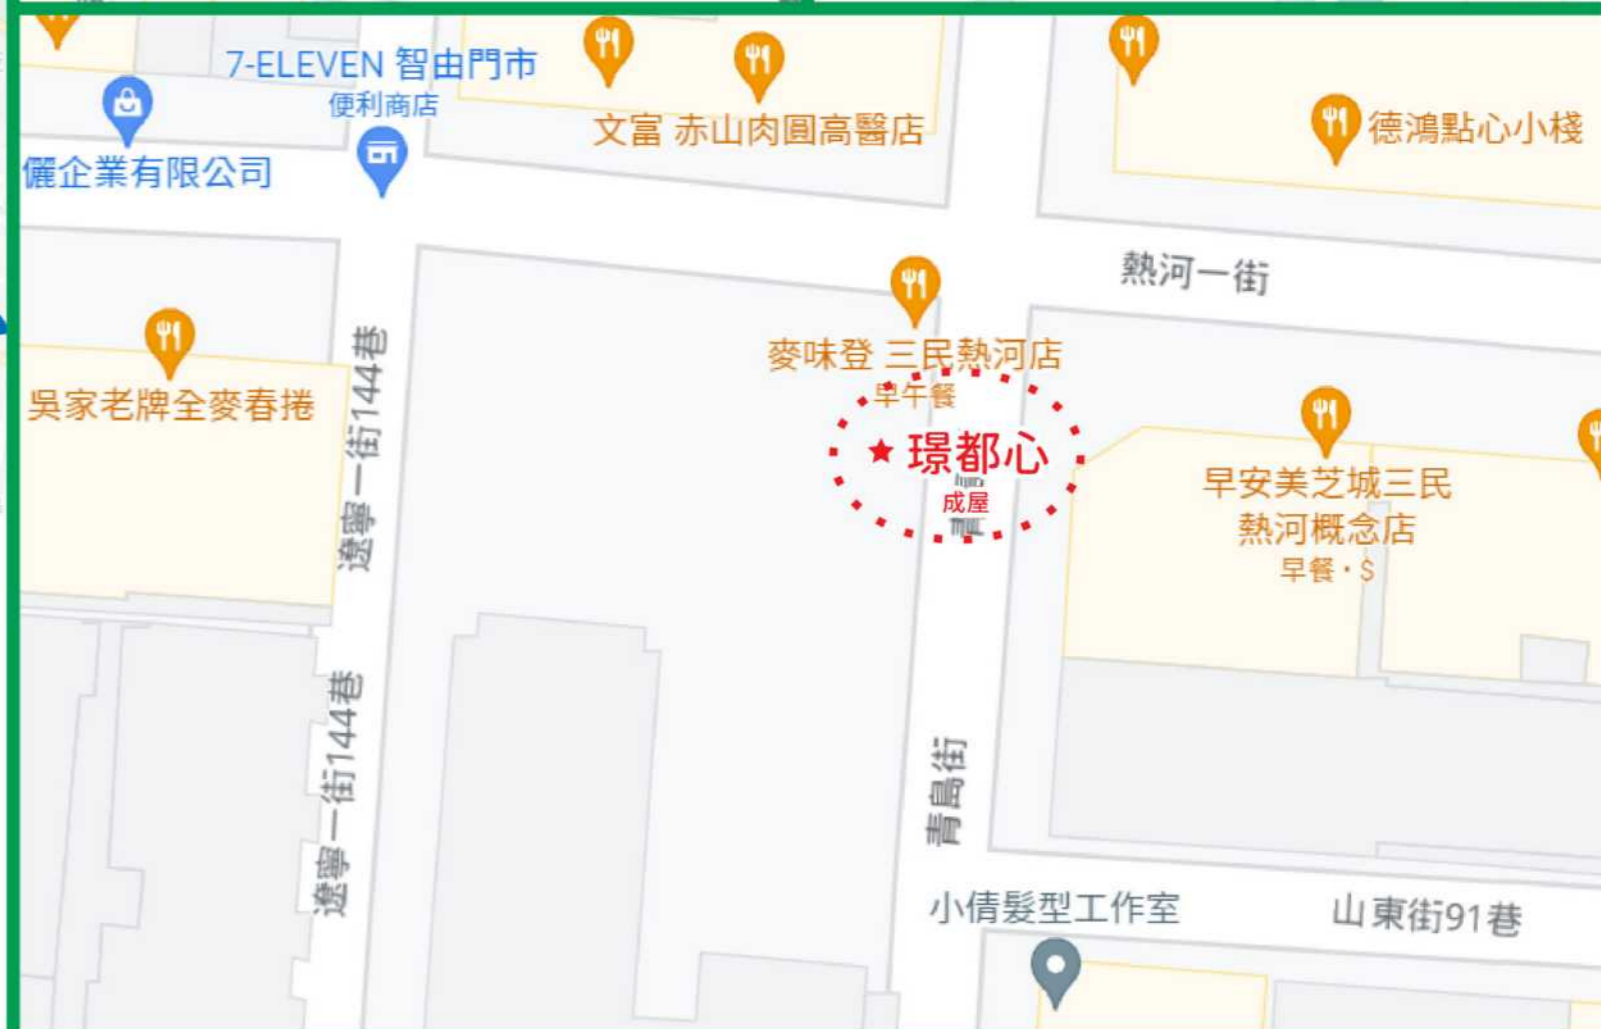 7-ELEVEN 智由門市
便利商店
文富 赤山肉圓高醫店
德鴻點心小棧
儷企業有限公司
熱河一街
麥味登 三民熱河店
早午餐
吳家老牌全麥春捲
遼寧一街144巷
璟都心
成屋
早安美芝城三民
熱河概念店
早餐・$
遼寧一街144巷
青島街
小倩髮型工作室
山東街91巷